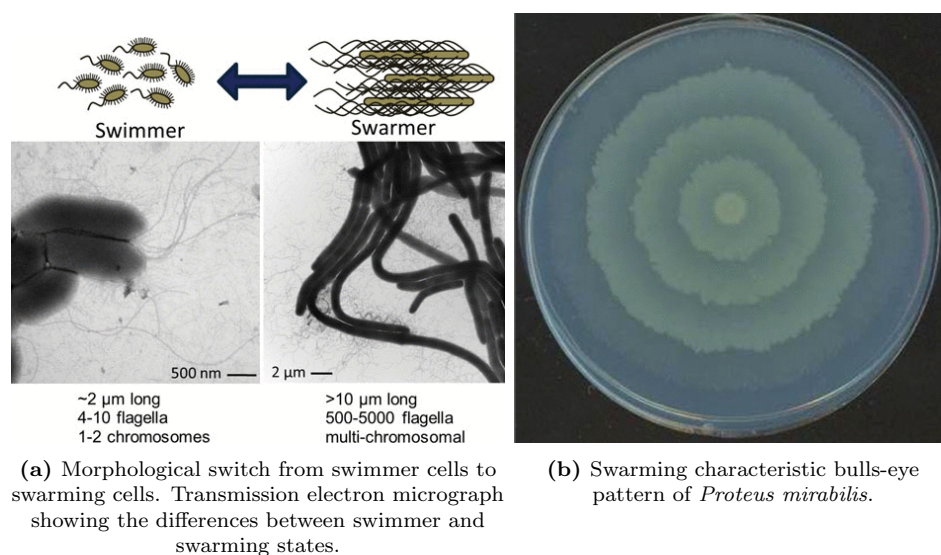 Swimmer
Swarmer
500 nm
2 µm
~2 µm long
4-10 flagella
1-2 chromosomes
>10 µm long
500-5000 flagella
multi-chromosomal
(a) Morphological switch from swimmer cells to
swarming cells. Transmission electron micrograph
showing the differences between swimmer and
swarming states.
(b) Swarming characteristic bulls-eye
pattern of Proteus mirabilis.